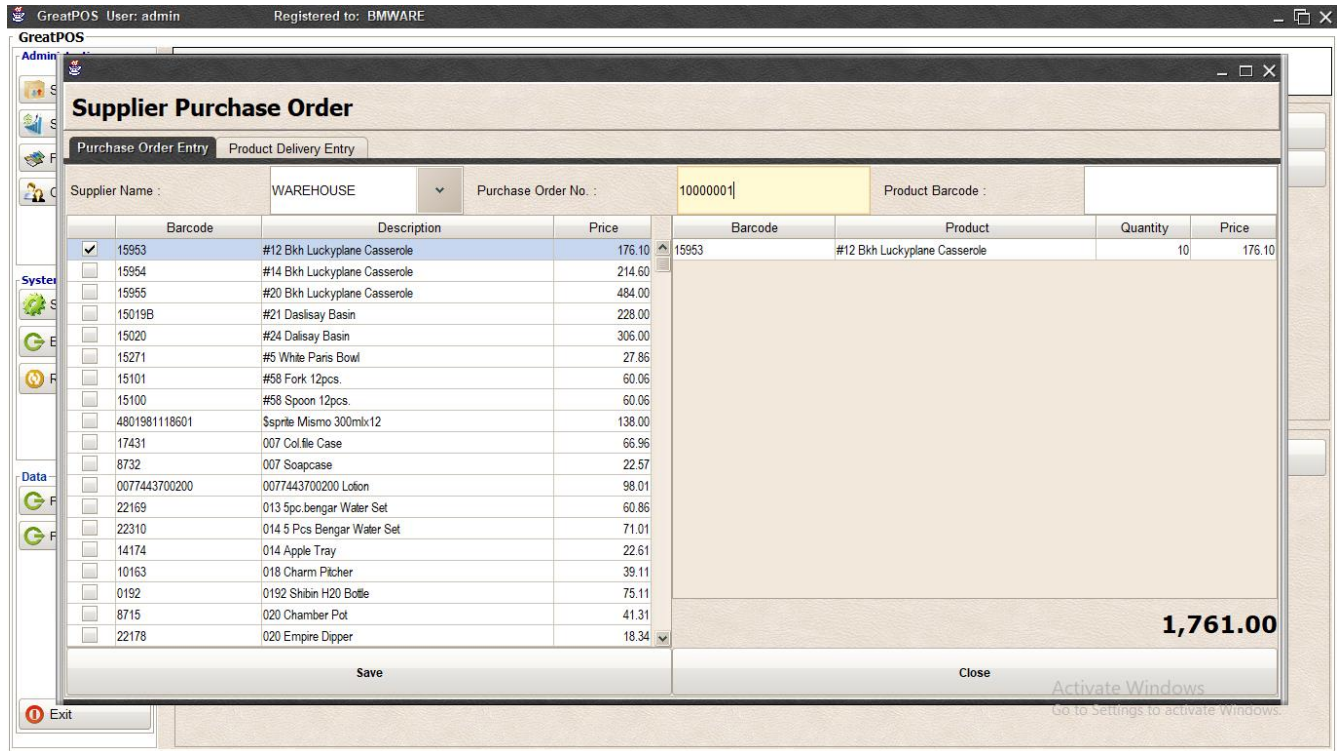 GreatPOS User: admin Registered to: BMWARE
GreatPOS
Supplier Purchase Order
Purchase Order Entry Product Delivery Entry
Supplier Name : WAREHOUSE Purchase Order No. : 10000001 Product Barcode :
Barcode Description Price Barcode Product Quantity Price
15953 #12 Bkh Luckyplane Casserole 176.10 15953 #12 Bkh Luckyplane Casserole 10 176.10
15954 #14 Bkh Luckyplane Casserole 214.60
15955 #20 Bkh Luckyplane Casserole 484.00
15019B #21 Daslisay Basin 228.00
15020 #24 Dalisay Basin 306.00
15271 #5 White Paris Bowl 27.86
15101 #58 Fork 12pcs. 60.06
15100 #58 Spoon 12pcs. 60.06
4801981118601 $sprite Mismo 300mlx12 138.00
17431 007 Col.file Case 66.96
8732 007 Soapcase 22.57
0077443700200 0077443700200 Lotion 98.01
22169 013 5pc.bengar Water Set 60.86
22310 014 5 Pcs Bengar Water Set 71.01
14174 014 Apple Tray 22.61
10163 018 Charm Pitcher 39.11
0192 0192 Shibin H20 Bottle 75.11
8715 020 Chamber Pot 41.31
22178 020 Empire Dipper 18.34
1,761.00
Save Close
Data
Exit
Activate Windows
Go to Settings to activate Windows.